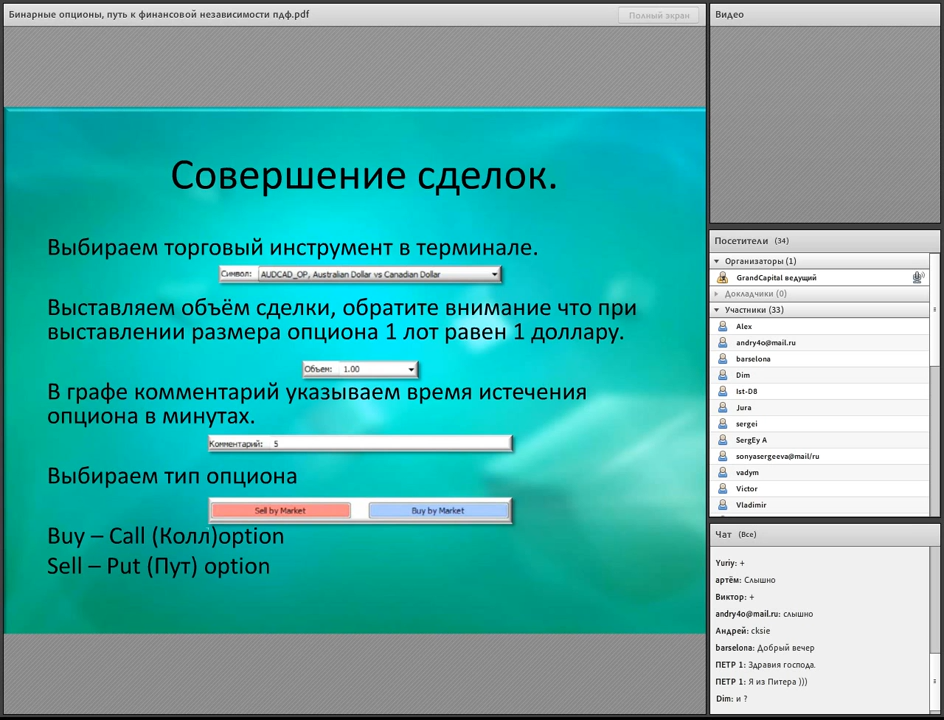 Бинарные опционы, путь к финансовой независимости пдф.pdf
Полный экран
Совершение сделок.
Выбираем торговый инструмент в терминале.
Символ: AUDCAD_OP, Australian Dollar vs Canadian Dollar
Выставляем объём сделки, обратите внимание что при
выставлении размера опциона 1 лот равен 1 доллару.
Объем: 1.00
В графе комментарий указываем время истечения
опциона в минутах.
Комментарий: 5
Выбираем тип опциона
Sell by Market Buy by Market
Buy – Call (Колл)option
Sell – Put (Пут) option
Видео
Посетители (34)
Организаторы (1)
GrandCapital ведущий
Докладчики (0)
Участники (33)
Alex
andry4o@mail.ru
barselona
Dim
Ist-D8
Jura
sergei
SergEy A
sonyasergeeva@mail/ru
vadym
Victor
Vladimir
Чат (Все)
Yuriy: +
артём: Слышно
Виктор: +
andry4o@mail.ru: слышно
Андрей: cksie
barselona: Добрый вечер
ПЕТР 1: Здравия господа.
ПЕТР 1: Я из Питера )))
Dim: и ?